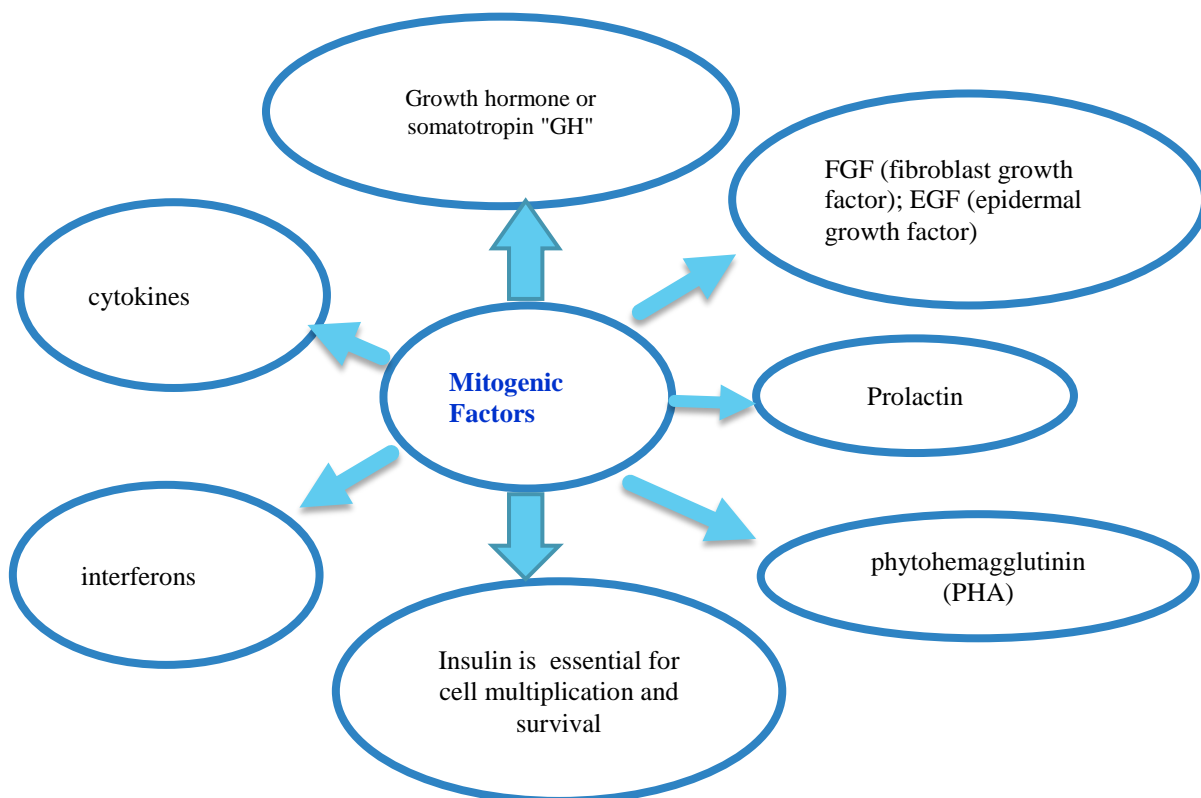 Growth hormone or
somatotropin "GH"
FGF (fibroblast growth
factor); EGF (epidermal
growth factor)
cytokines
Mitogenic
Factors
Prolactin
interferons
phytohemagglutinin
(PHA)
Insulin is  essential for
cell multiplication and
survival